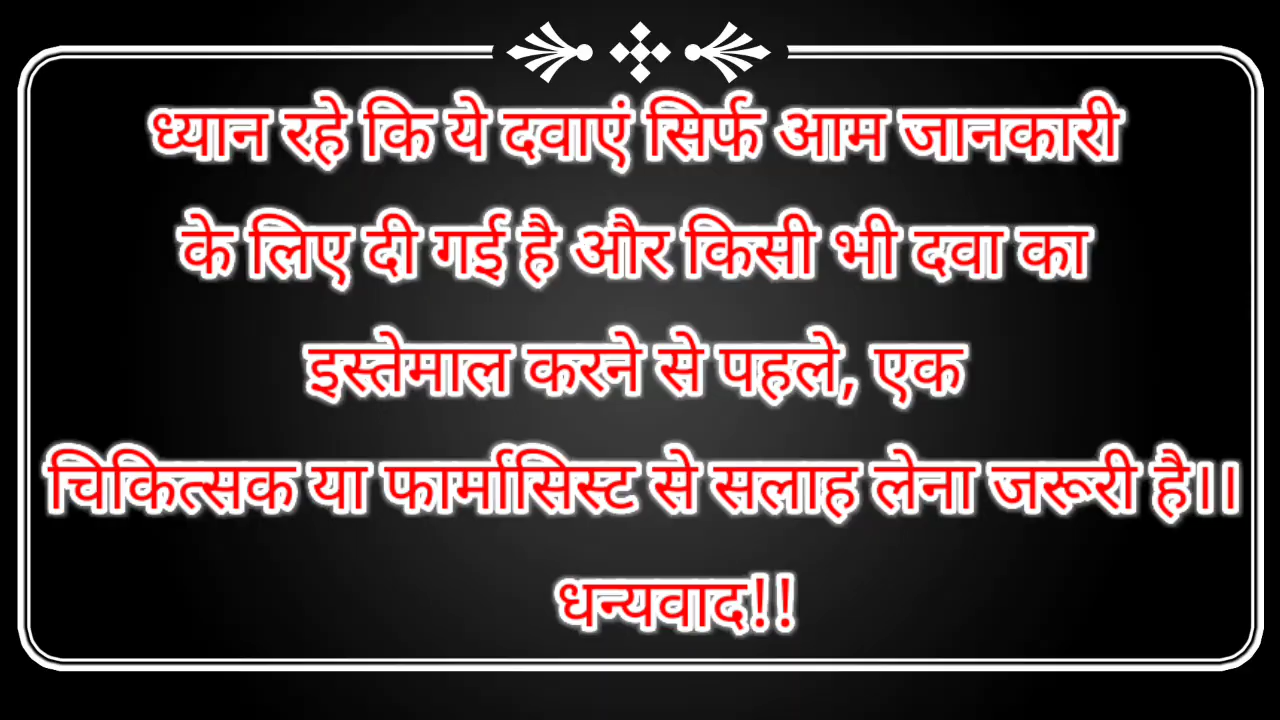 ध्यान रहे कि ये दवाएं सिर्फ आम जानकारी
के लिए दी गई है और किसी भी दवा का
इस्तेमाल करने से पहले, एक
चिकित्सक या फार्मासिस्ट से सलाह लेना जरूरी है।।
धन्यवाद!!